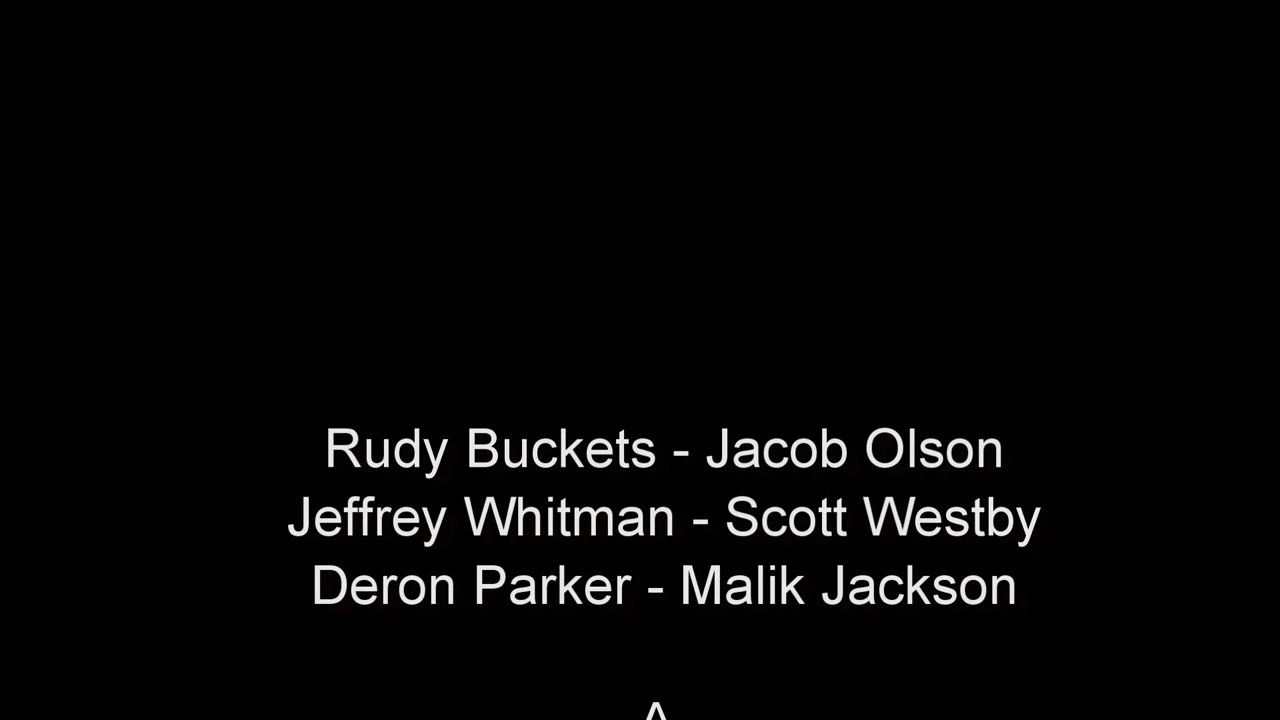 Rudy Buckets - Jacob Olson
Jeffrey Whitman - Scott Westby
Deron Parker - Malik Jackson
A